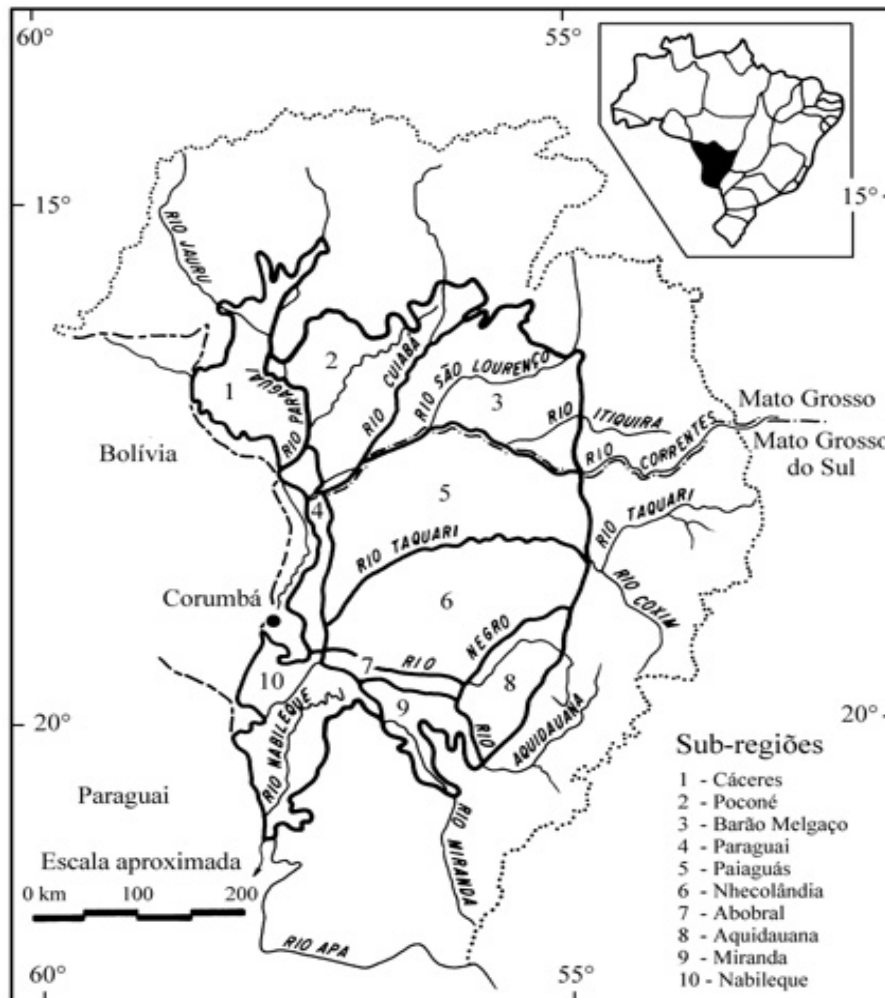 60°
55°
15°
15°
RIO JAURU
2
RIO CUIABÁ
RIO SÃO LOURENÇO
1
RIO PARAGUAI
3
RIO ITIQUIRA
Mato Grosso
RIO CORRENTES
Mato Grosso
do Sul
Bolívia
4
5
RIO TAQUARI
RIO TAQUARI
RIO COXIM
Corumbá
6
RIO NEGRO
7
10
8
9
RIO NABILEQUE
RIO AQUIDAUANA
20°
20°
Paraguai
RIO MIRANDA
RIO APA
Escala aproximada
0 km 100 200
Sub-regiões
1 - Cáceres
2 - Poconé
3 - Barão Melgaço
4 - Paraguai
5 - Paiaguás
6 - Nhecolândia
7 - Abobral
8 - Aquidauana
9 - Miranda
10 - Nabileque
60°
55°